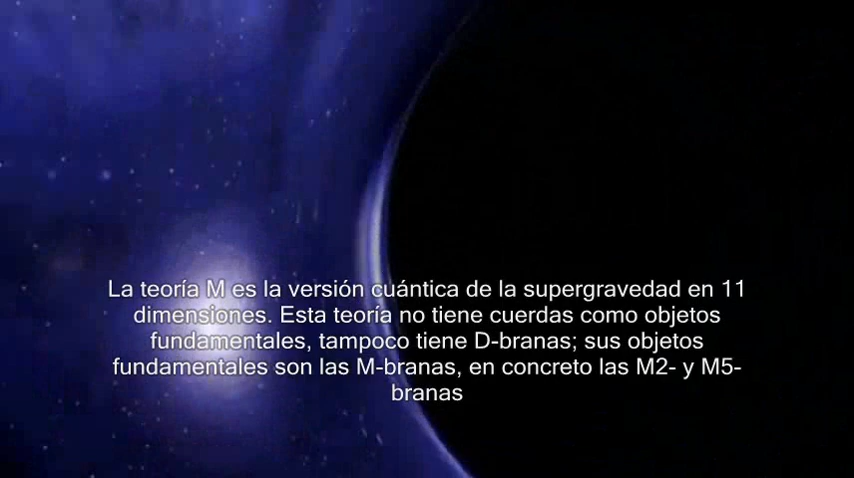 La teoría M es la versión cuántica de la supergravedad en 11
dimensiones. Esta teoría no tiene cuerdas como objetos
fundamentales, tampoco tiene D-branas; sus objetos
fundamentales son las M-branas, en concreto las M2- y M5-
branas